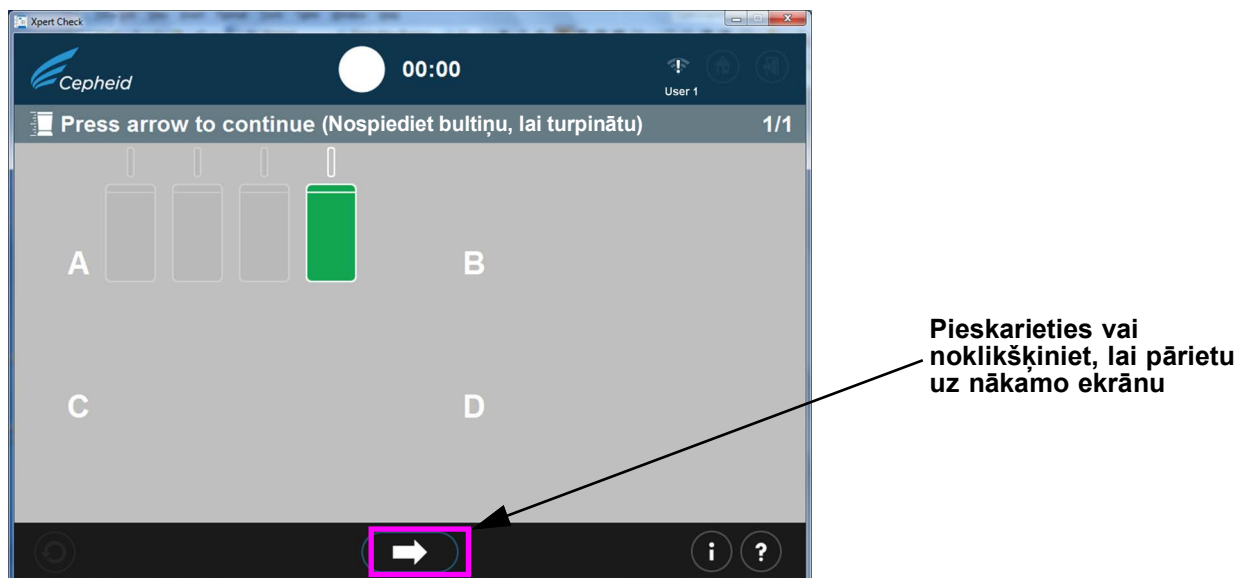 Xpert Check
Cepheid
00:00
User 1
Press arrow to continue (Nospiediet bultiņu, lai turpinātu) 1/1
A
B
C
D
Pieskarieties vai
noklikšķiniet, lai pārietu
uz nākamo ekrānu
i ?